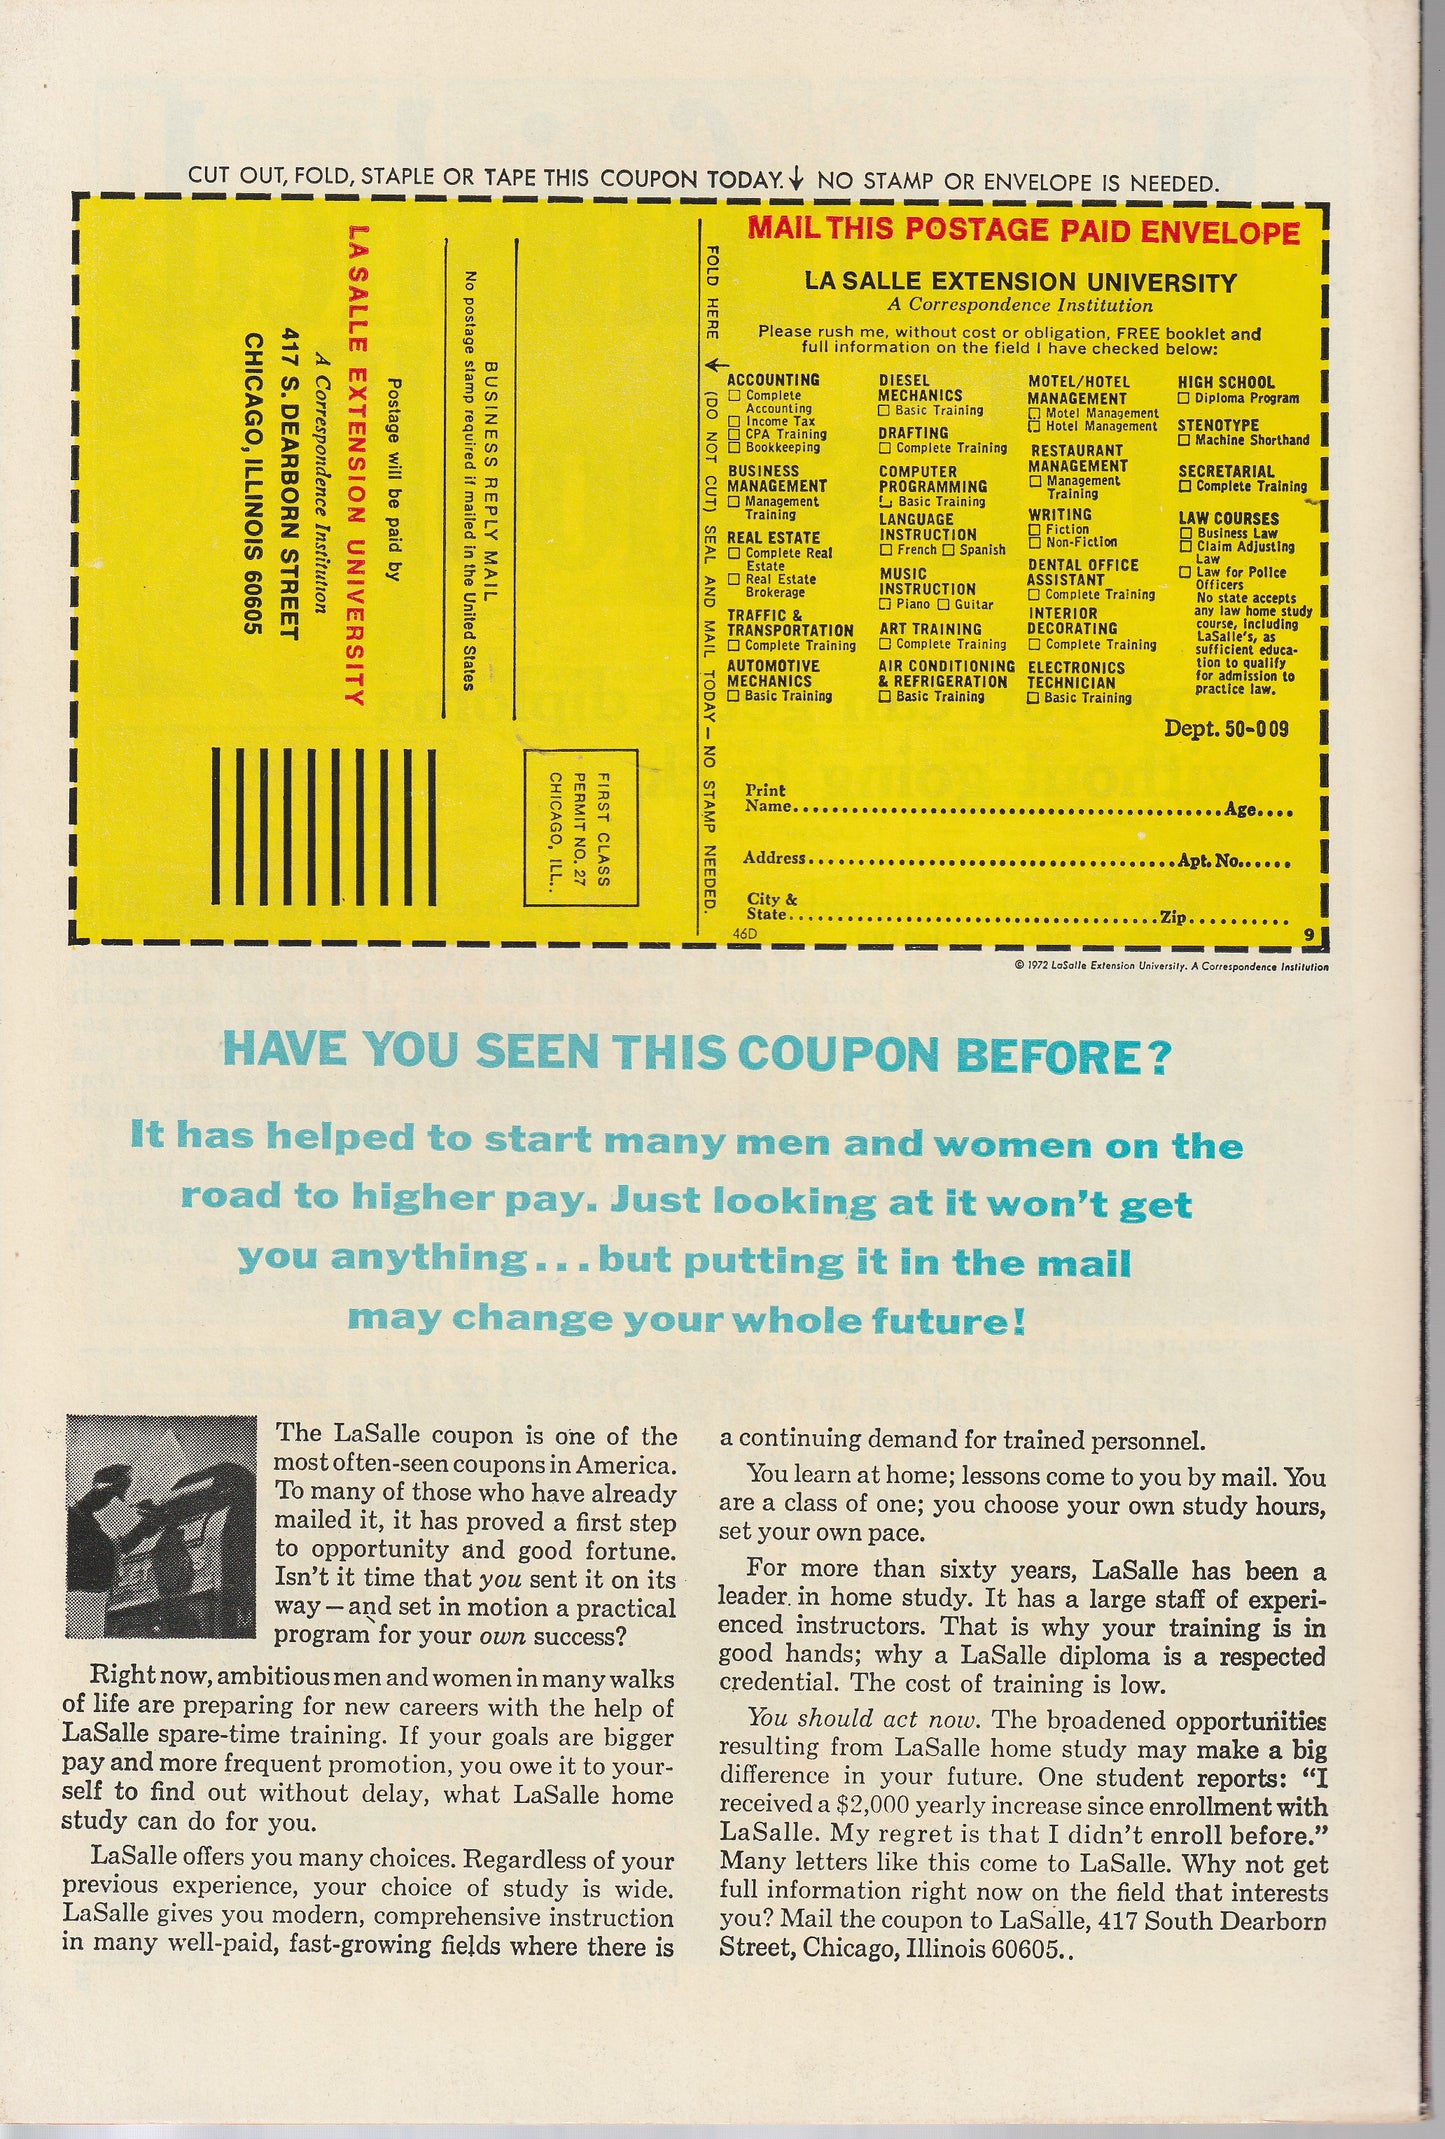 CUT OUT, FOLD, STAPLE OR TAPE THIS COUPON TODAY.↓ NO STAMP OR ENVELOPE IS NEEDED.
LASALLE EXTENSION UNIVERSITY
A Correspondence Institution
417 S. DEARBORN STREET
CHICAGO, ILLINOIS 60605
Postage will be paid by
No postage stamp required if mailed in the United States
BUSINESS REPLY MAIL
FIRST CLASS
PERMIT NO. 27
CHICAGO, ILL..
FOLD HERE ← (DO NOT CUT) SEAL AND MAIL TODAY — NO STAMP NEEDED.
MAIL THIS POSTAGE PAID ENVELOPE
LA SALLE EXTENSION UNIVERSITY
A Correspondence Institution
Please rush me, without cost or obligation, FREE booklet and
full information on the field I have checked below:
ACCOUNTING
☐ Complete
Accounting
☐ Income Tax
☐ CPA Training
☐ Bookkeeping
BUSINESS
MANAGEMENT
☐ Management
Training
REAL ESTATE
☐ Complete Real
Estate
☐ Real Estate
Brokerage
TRAFFIC &
TRANSPORTATION
☐ Complete Training
AUTOMOTIVE
MECHANICS
☐ Basic Training
DIESEL
MECHANICS
☐ Basic Training
DRAFTING
☐ Complete Training
COMPUTER
PROGRAMMING
☐ Basic Training
LANGUAGE
INSTRUCTION
☐ French ☐ Spanish
MUSIC
INSTRUCTION
☐ Piano ☐ Guitar
ART TRAINING
☐ Complete Training
AIR CONDITIONING
& REFRIGERATION
☐ Basic Training
MOTEL/HOTEL
MANAGEMENT
☐ Motel Management
☐ Hotel Management
RESTAURANT
MANAGEMENT
☐ Management
Training
WRITING
☐ Fiction
☐ Non-Fiction
DENTAL OFFICE
ASSISTANT
☐ Complete Training
INTERIOR
DECORATING
☐ Complete Training
ELECTRONICS
TECHNICIAN
☐ Basic Training
HIGH SCHOOL
☐ Diploma Program
STENOTYPE
☐ Machine Shorthand
SECRETARIAL
☐ Complete Training
LAW COURSES
☐ Business Law
☐ Claim Adjusting
Law
☐ Law for Police
Officers
No state accepts
any law home study
course, including
LaSalle's, as
sufficient educa-
tion to qualify
for admission to
practice law.
Dept. 50-009
Print
Name........................................Age....
Address....................................Apt. No......
City &
State....................................Zip..........
46D
9
© 1972 LaSalle Extension University. A Correspondence Institution
HAVE YOU SEEN THIS COUPON BEFORE?
It has helped to start many men and women on the
road to higher pay. Just looking at it won't get
you anything...but putting it in the mail
may change your whole future!
The LaSalle coupon is one of the
most often-seen coupons in America.
To many of those who have already
mailed it, it has proved a first step
to opportunity and good fortune.
Isn't it time that you sent it on its
way—and set in motion a practical
program for your own success?
Right now, ambitious men and women in many walks
of life are preparing for new careers with the help of
LaSalle spare-time training. If your goals are bigger
pay and more frequent promotion, you owe it to your-
self to find out without delay, what LaSalle home
study can do for you.
LaSalle offers you many choices. Regardless of your
previous experience, your choice of study is wide.
LaSalle gives you modern, comprehensive instruction
in many well-paid, fast-growing fields where there is
a continuing demand for trained personnel.
You learn at home; lessons come to you by mail. You
are a class of one; you choose your own study hours,
set your own pace.
For more than sixty years, LaSalle has been a
leader in home study. It has a large staff of experi-
enced instructors. That is why your training is in
good hands; why a LaSalle diploma is a respected
credential. The cost of training is low.
You should act now. The broadened opportunities
resulting from LaSalle home study may make a big
difference in your future. One student reports: "I
received a $2,000 yearly increase since enrollment with
LaSalle. My regret is that I didn't enroll before."
Many letters like this come to LaSalle. Why not get
full information right now on the field that interests
you? Mail the coupon to LaSalle, 417 South Dearborn
Street, Chicago, Illinois 60605..